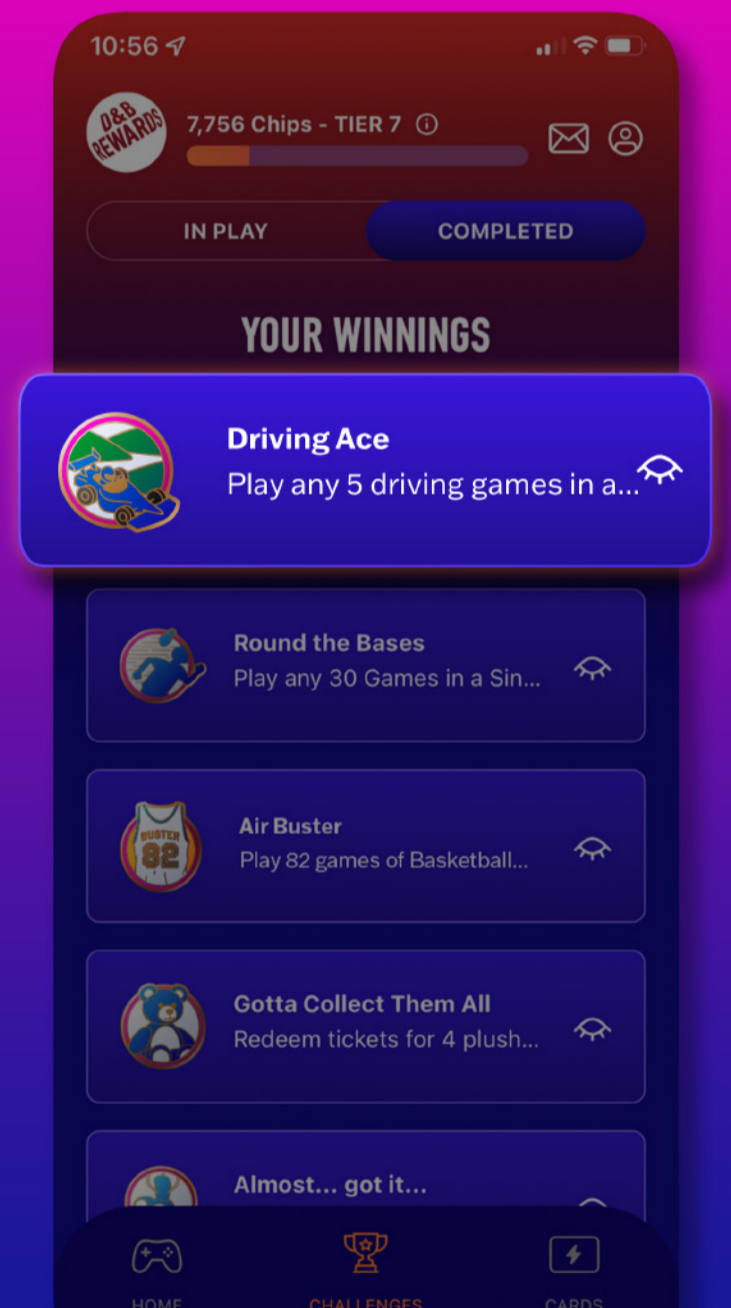 10:56
D&B
REWARDS
7,756 Chips - TIER 7
IN PLAY
COMPLETED
YOUR WINNINGS
Driving Ace
Play any 5 driving games in a...
Round the Bases
Play any 30 Games in a Sin...
Air Buster
Play 82 games of Basketball...
BUSTER
82
Gotta Collect Them All
Redeem tickets for 4 plush...
Almost... got it...
HOME
CHALLENGES
CARDS